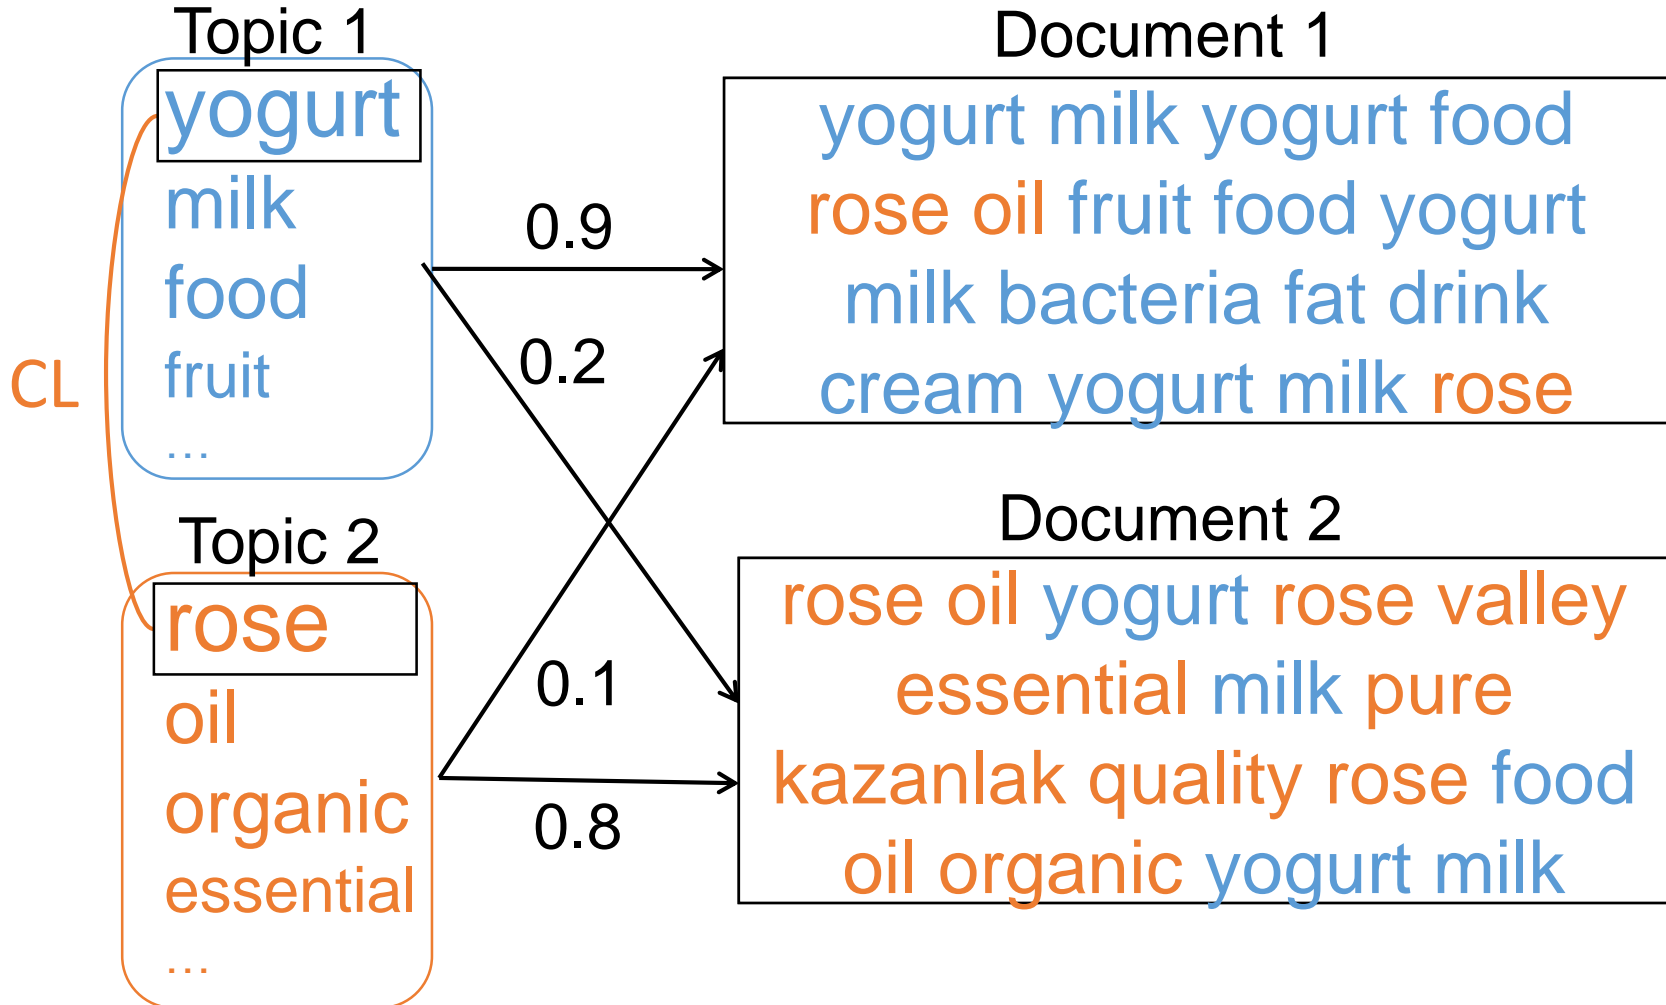 Topic 1
yogurt
milk
food
fruit
...
CL
Topic 2
rose
oil
organic
essential
...
0.9
0.2
0.1
0.8
Document 1
yogurt milk yogurt food
rose oil fruit food yogurt
milk bacteria fat drink
cream yogurt milk rose
Document 2
rose oil yogurt rose valley
essential milk pure
kazanlak quality rose food
oil organic yogurt milk